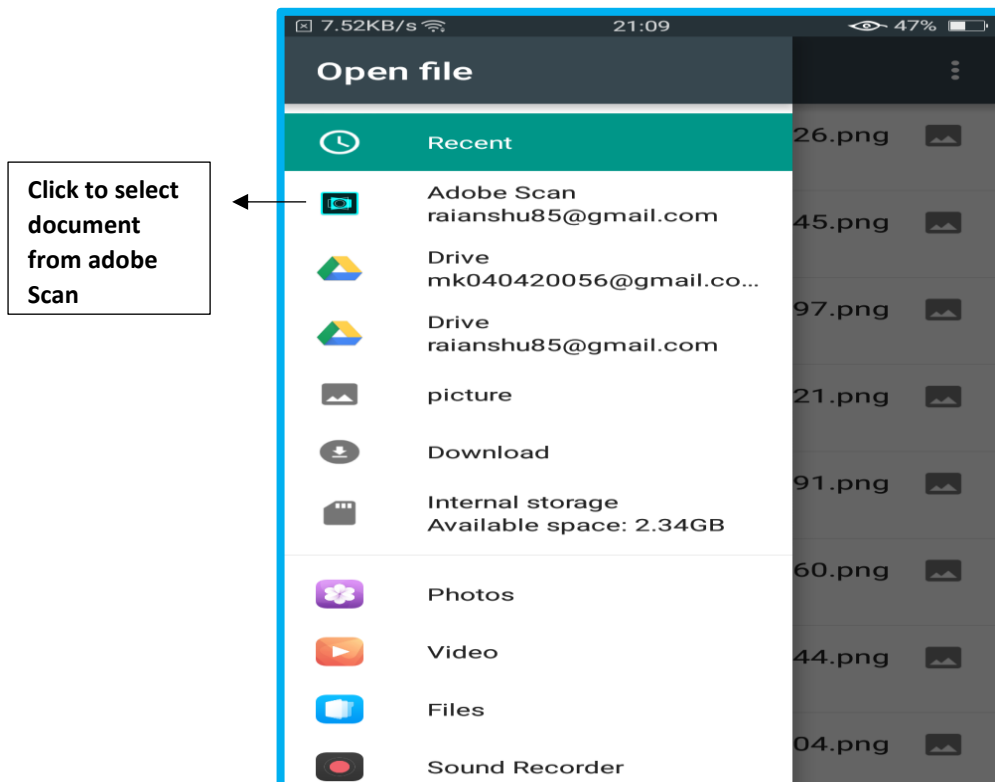 7.52KB/s 21:09 47%
Open file
Recent
26.png
Click to select
document
from adobe
Scan
Adobe Scan
raianshu85@gmail.com
45.png
Drive
mk040420056@gmail.co...
Drive
raianshu85@gmail.com
97.png
picture
21.png
Download
Internal storage
Available space: 2.34GB
91.png
Photos
60.png
Video
44.png
Files
Sound Recorder
04.png